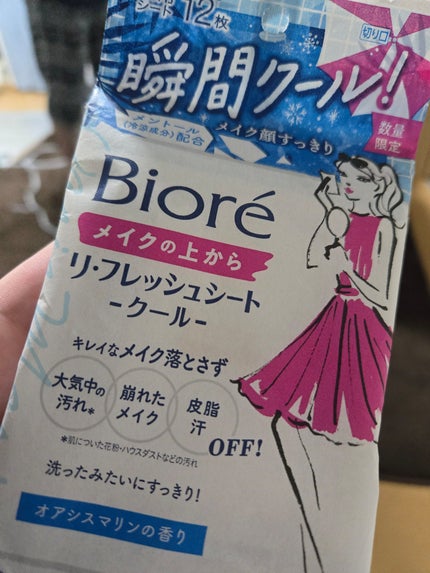 シート12枚
切り口
瞬間クール!
メントール
(冷涼成分)配合
メイク顔すっきり
数量
限定
Bioré
メイクの上から
リ・フレッシュシート
-クール-
キレイなメイク落とさず
大気中の
汚れ*
崩れた
メイク
皮脂
汗
OFF!
*肌についた花粉・ハウスダストなどの汚れ
洗ったみたいにすっきり!
オアシスマリンの香り